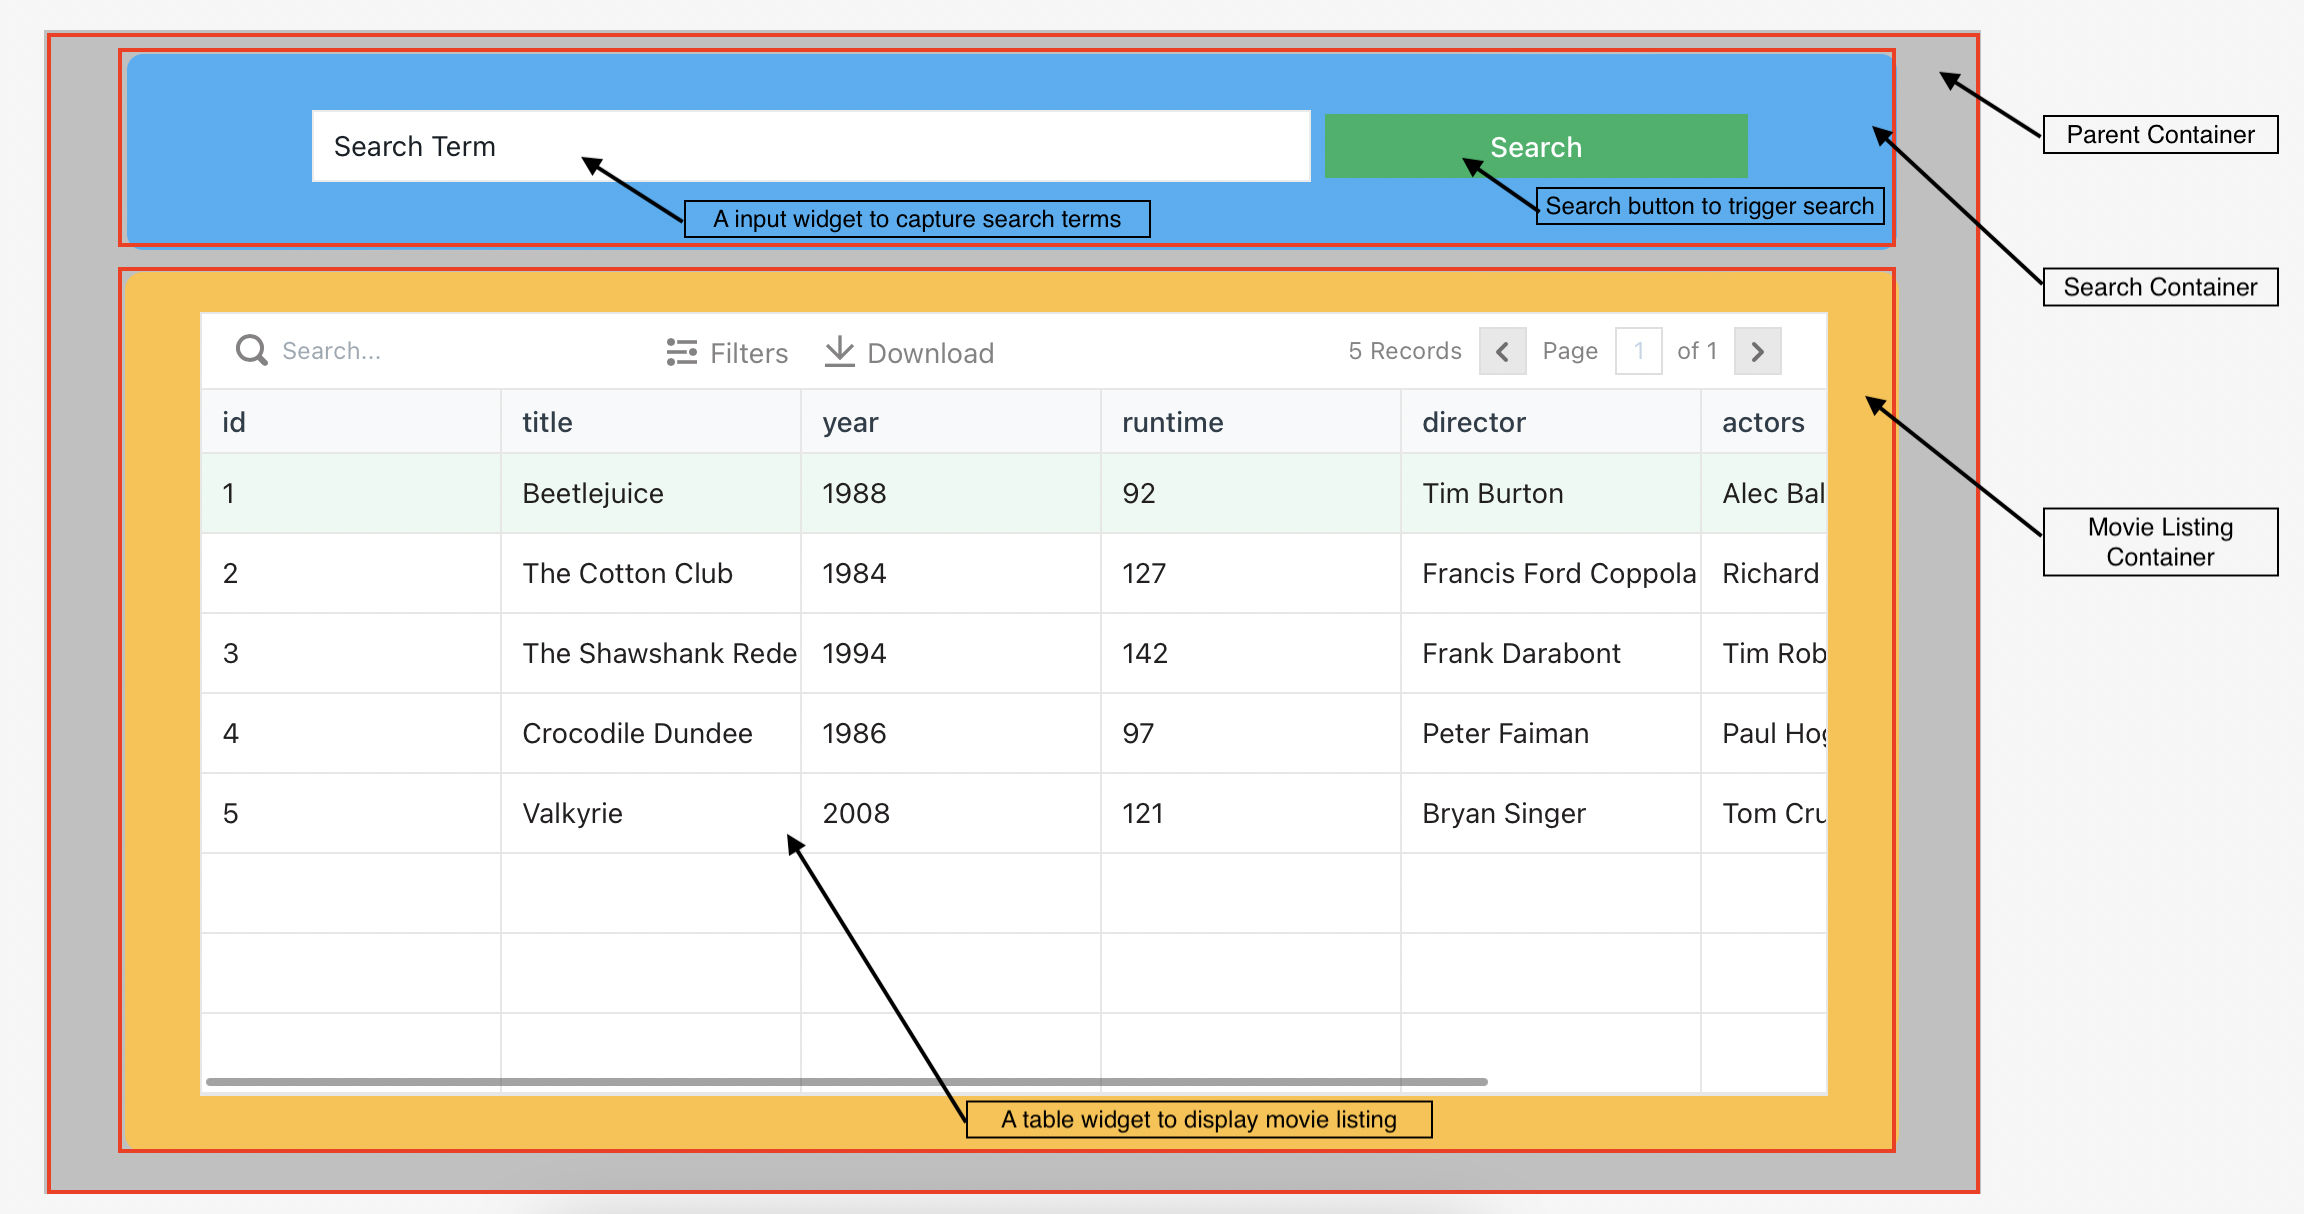 Search Term
Search
Parent Container
A input widget to capture search terms
Search button to trigger search
Search Container
Search... Filters Download 5 Records Page 1 of 1
id title year runtime director actors
1 Beetlejuice 1988 92 Tim Burton Alec Bal
2 The Cotton Club 1984 127 Francis Ford Coppola Richard
3 The Shawshank Rede 1994 142 Frank Darabont Tim Rob
4 Crocodile Dundee 1986 97 Peter Faiman Paul Hog
5 Valkyrie 2008 121 Bryan Singer Tom Cru
Movie Listing
Container
A table widget to display movie listing